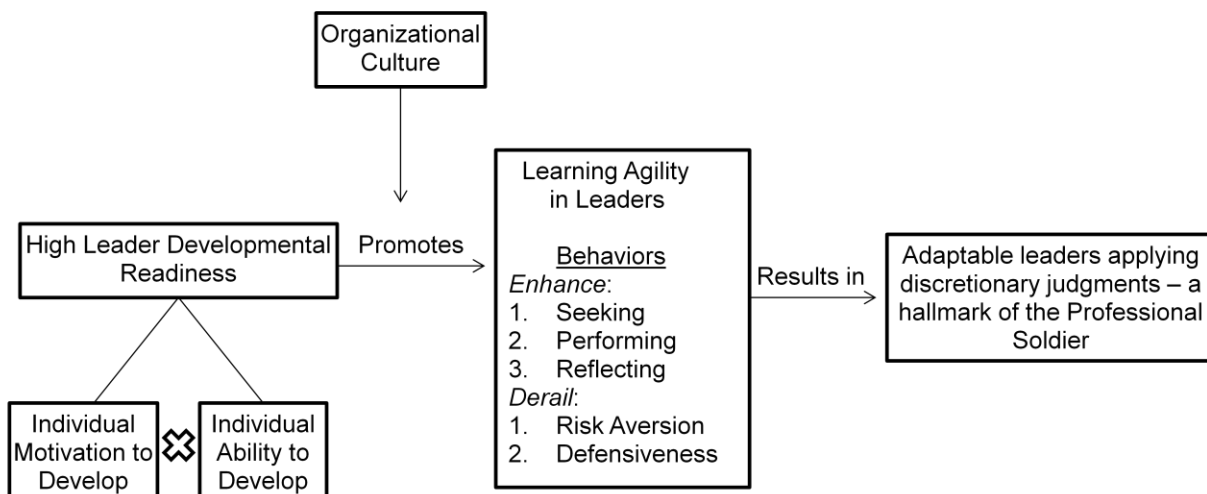 Organizational
Culture
High Leader Developmental
Readiness
Promotes
Individual
Motivation to
Develop
Individual
Ability to
Develop
Learning Agility
in Leaders
Behaviors
Enhance:
1. Seeking
2. Performing
3. Reflecting
Derail:
1. Risk Aversion
2. Defensiveness
Results in
Adaptable leaders applying
discretionary judgments – a
hallmark of the Professional
Soldier